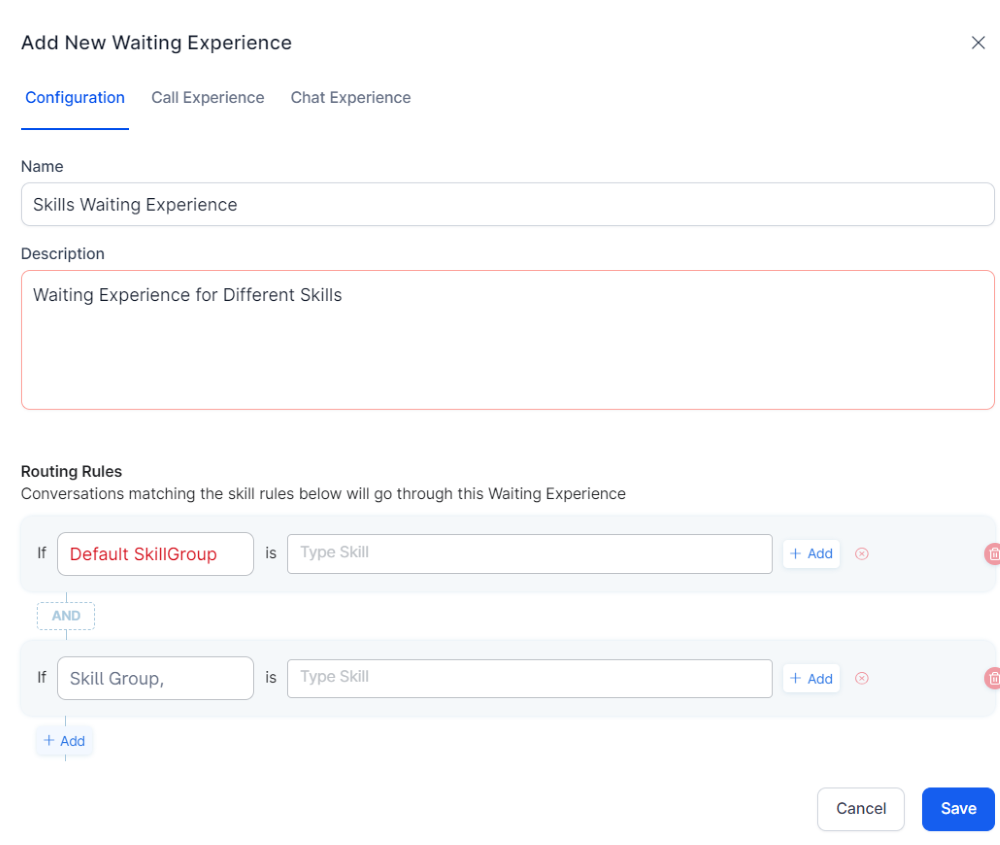 Add New Waiting Experience
Configuration Call Experience Chat Experience
Name
Skills Waiting Experience
Description
Waiting Experience for Different Skills
Routing Rules
Conversations matching the skill rules below will go through this Waiting Experience
If Default SkillGroup is Type Skill + Add
AND
If Skill Group, is Type Skill + Add
+ Add
Cancel Save